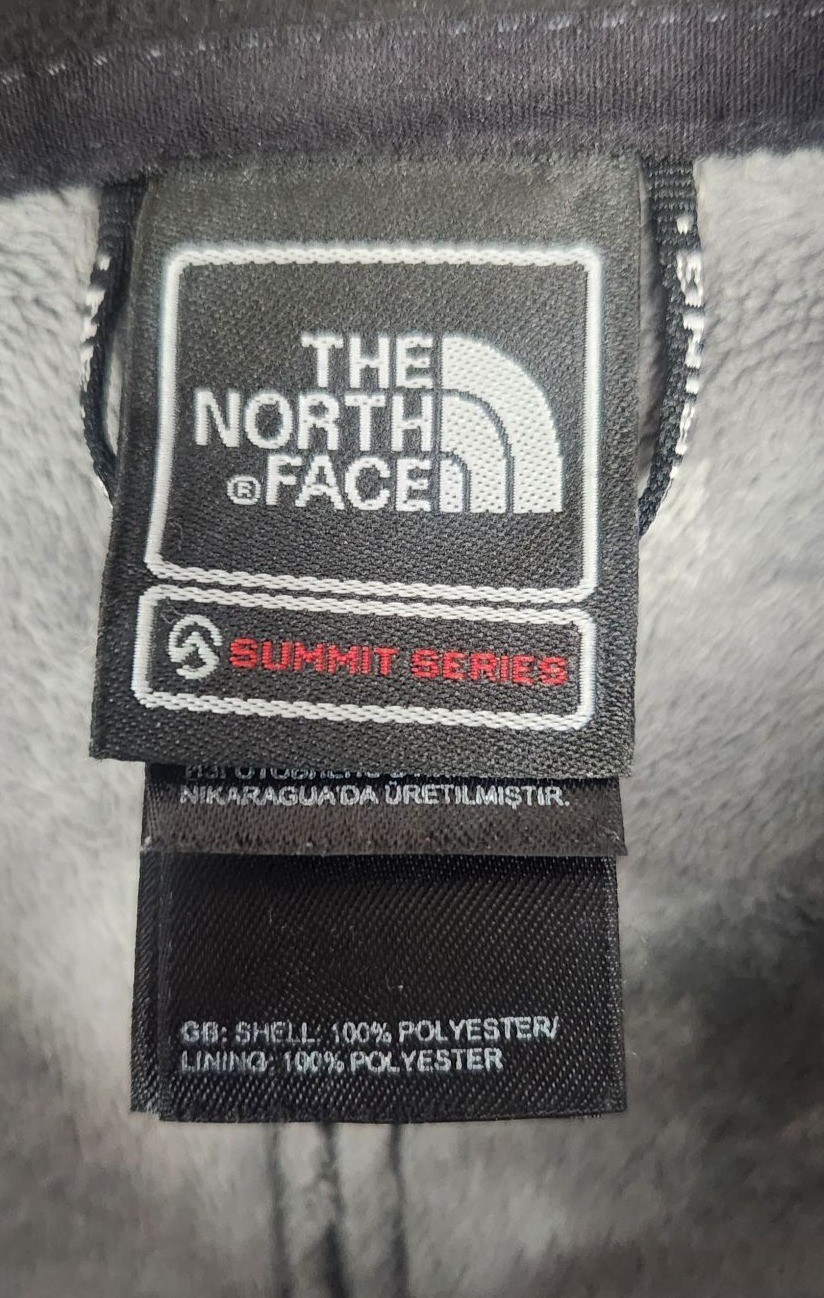 THE
NORTH
®FACE
SUMMIT SERIES
NIKARAGUA'DA ÜRETILMIŞTIR.
GB: SHELL: 100% POLYESTER/
LINING: 100% POLYESTER